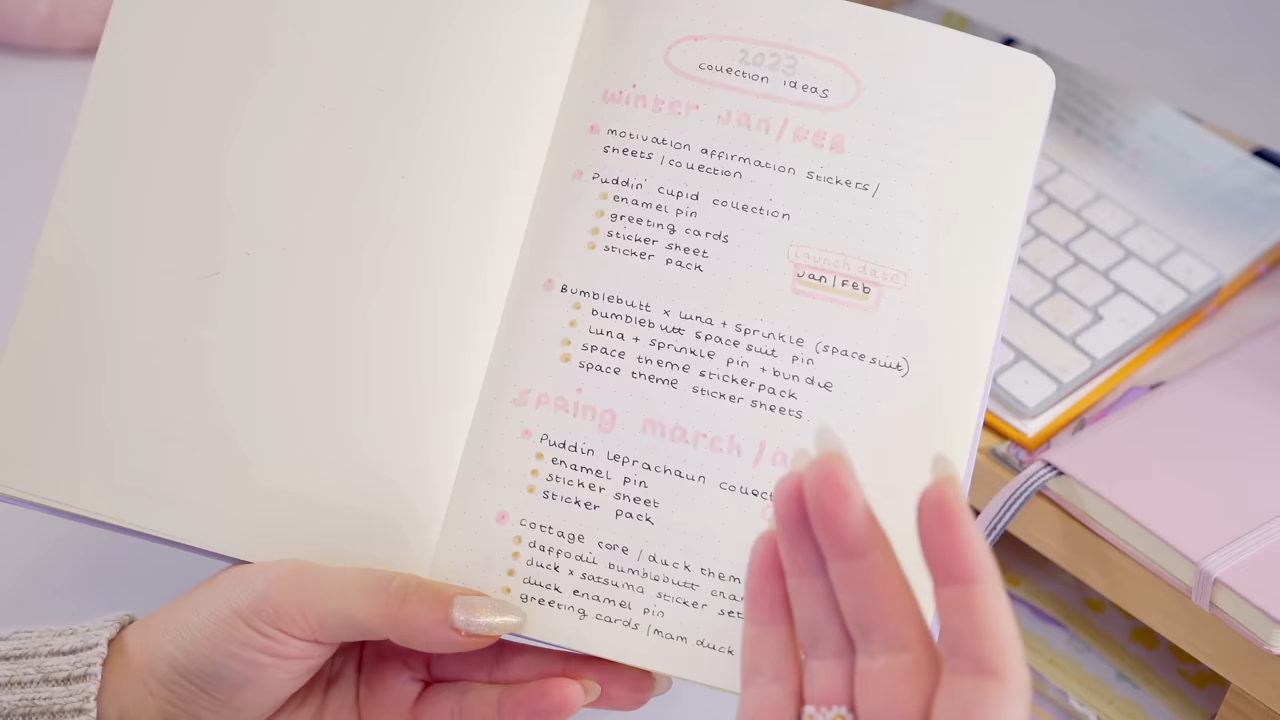 2023
collection ideas
winter Jan/FEB
motivation affirmation stickers/
sheets/collection
Puddin' cupid collection
enamel pin
greeting cards
sticker sheet
sticker pack
Launch date
Jan/Feb
Bumblebutt x Luna + Sprinkle (spacesuit)
bumblebutt space suit pin
Luna + sprinkle pin + bundle
space theme stickerpack
space theme sticker sheets.
spring march/a
Puddin leprachaun collect
enamel pin
sticker sheet
sticker pack
cottage core/duck them
daffodil bumblebutt ena
duck x satsuma sticker set
duck enamel pin
greeting cards/mam duck